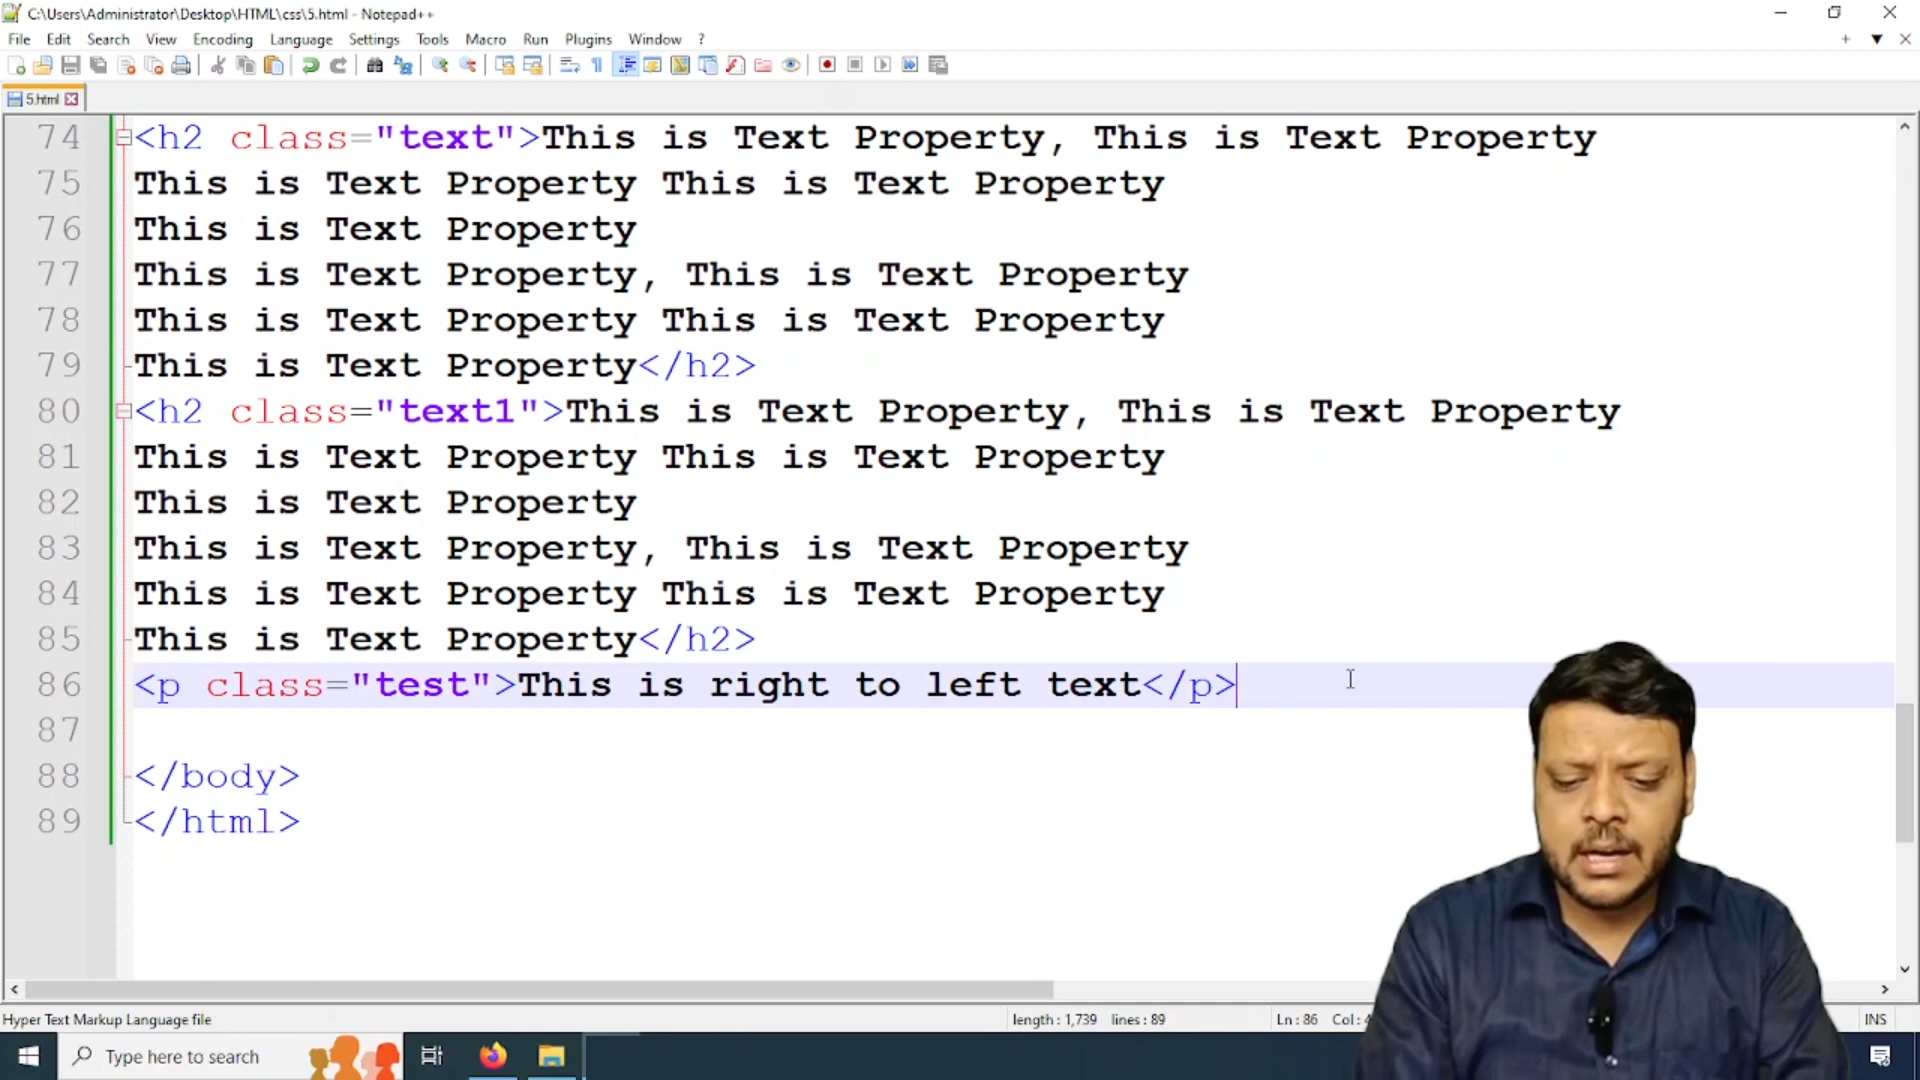 C:\Users\Administrator\Desktop\HTML\css\5.html - Notepad++
File Edit Search View Encoding Language Settings Tools Macro Run Plugins Window ?
5.html
74 <h2 class="text">This is Text Property, This is Text Property
75 This is Text Property This is Text Property
76 This is Text Property
77 This is Text Property, This is Text Property
78 This is Text Property This is Text Property
79 This is Text Property</h2>
80 <h2 class="text1">This is Text Property, This is Text Property
81 This is Text Property This is Text Property
82 This is Text Property
83 This is Text Property, This is Text Property
84 This is Text Property This is Text Property
85 This is Text Property</h2>
86 <p class="test">This is right to left text</p>
87
88 </body>
89 </html>
Hyper Text Markup Language file length : 1,739 lines : 89 Ln : 86 Col : INS
Type here to search